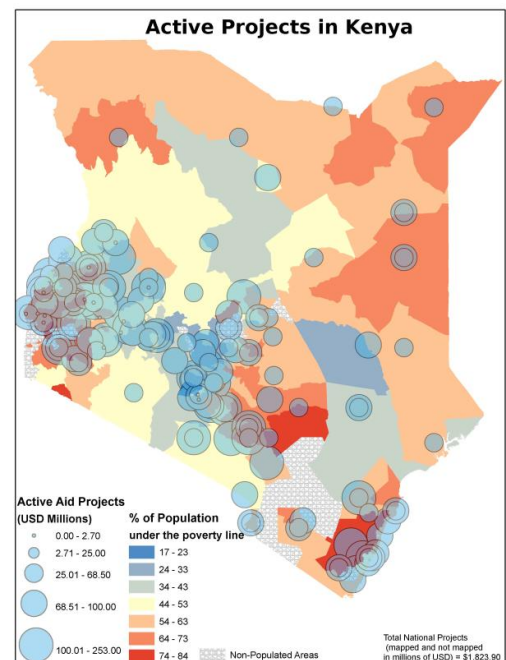 Active Projects in Kenya
Active Aid Projects
(USD Millions)
0.00 - 2.70
2.71 - 25.00
25.01 - 68.50
68.51 - 100.00
100.01 - 253.00
% of Population
under the poverty line
17 - 23
24 - 33
34 - 43
44 - 53
54 - 63
64 - 73
74 - 84
Non-Populated Areas
Total National Projects
(mapped and not mapped
in millions of USD) = $1,823.90